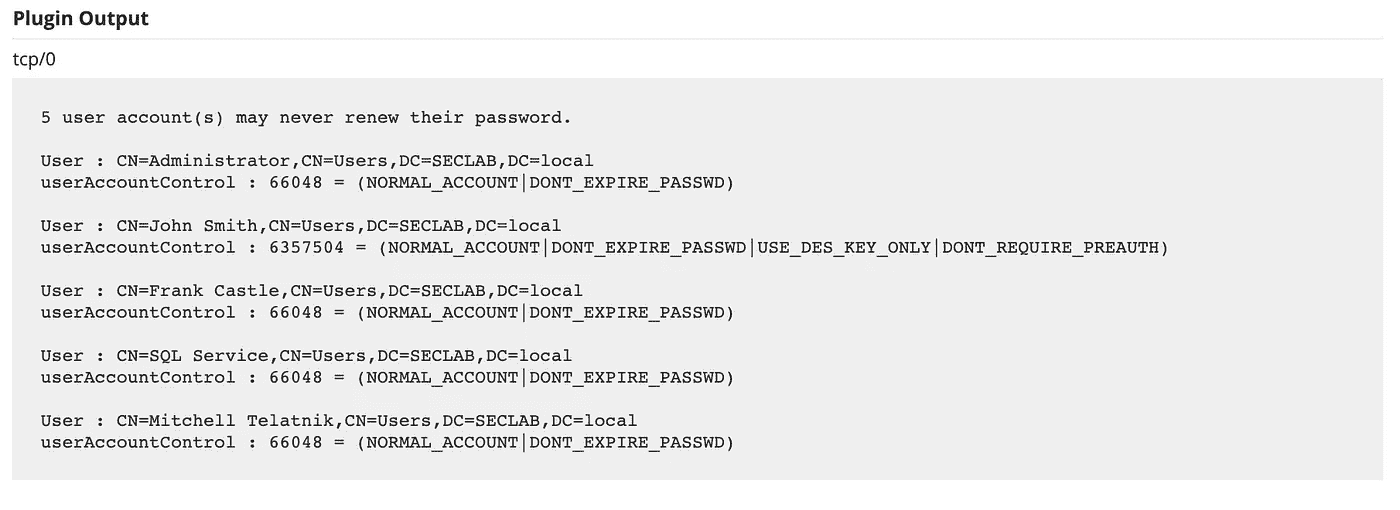 Plugin Output
tcp/0
5 user account(s) may never renew their password.
User : CN=Administrator,CN=Users,DC=SECLAB,DC=local
userAccountControl : 66048 = (NORMAL_ACCOUNT|DONT_EXPIRE_PASSWD)
User : CN=John Smith,CN=Users,DC=SECLAB,DC=local
userAccountControl : 6357504 = (NORMAL_ACCOUNT|DONT_EXPIRE_PASSWD|USE_DES_KEY_ONLY|DONT_REQUIRE_PREAUTH)
User : CN=Frank Castle,CN=Users,DC=SECLAB,DC=local
userAccountControl : 66048 = (NORMAL_ACCOUNT|DONT_EXPIRE_PASSWD)
User : CN=SQL Service,CN=Users,DC=SECLAB,DC=local
userAccountControl : 66048 = (NORMAL_ACCOUNT|DONT_EXPIRE_PASSWD)
User : CN=Mitchell Telatnik,CN=Users,DC=SECLAB,DC=local
userAccountControl : 66048 = (NORMAL_ACCOUNT|DONT_EXPIRE_PASSWD)